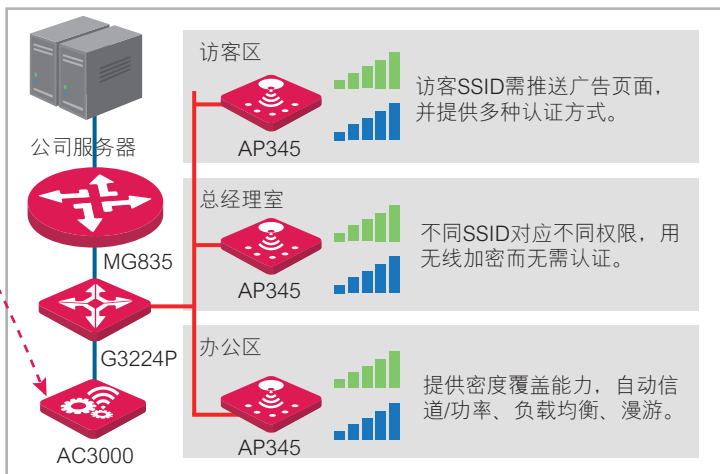 公司服务器
MG835
G3224P
AC3000
访客区
AP345
访客SSID需推送广告页面，
并提供多种认证方式。
总经理室
AP345
不同SSID对应不同权限，用
无线加密而无需认证。
办公区
AP345
提供密度覆盖能力，自动信
道/功率、负载均衡、漫游。